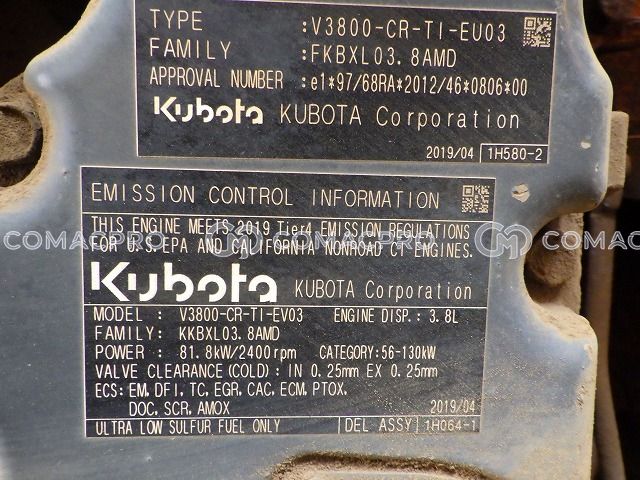 TYPE :V3800-CR-TI-EU03
FAMILY :FKBXL03.8AMD
APPROVAL NUMBER :e1*97/68RA*2012/46*0806*00
Kubota KUBOTA Corporation
2019/04 1H580-2
EMISSION CONTROL INFORMATION
THIS ENGINE MEETS 2019 Tier4 EMISSION REGULATIONS
FOR U.S. EPA AND CALIFORNIA NONROAD CI ENGINES.
COMACPRO COMACPRO COMACPRO
Kubota KUBOTA Corporation
MODEL : V3800-CR-TI-EV03 ENGINE DISP.: 3.8L
FAMILY: KKBXL03.8AMD
POWER : 81.8kW/2400rpm CATEGORY:56-130kW
VALVE CLEARANCE(COLD): IN 0.25mm EX 0.25mm
ECS: EM, DFI, TC, EGR, CAC, ECM, PTOX,
DOC, SCR, AMOX 2019/04
ULTRA LOW SULFUR FUEL ONLY DEL ASSY 1H064-1